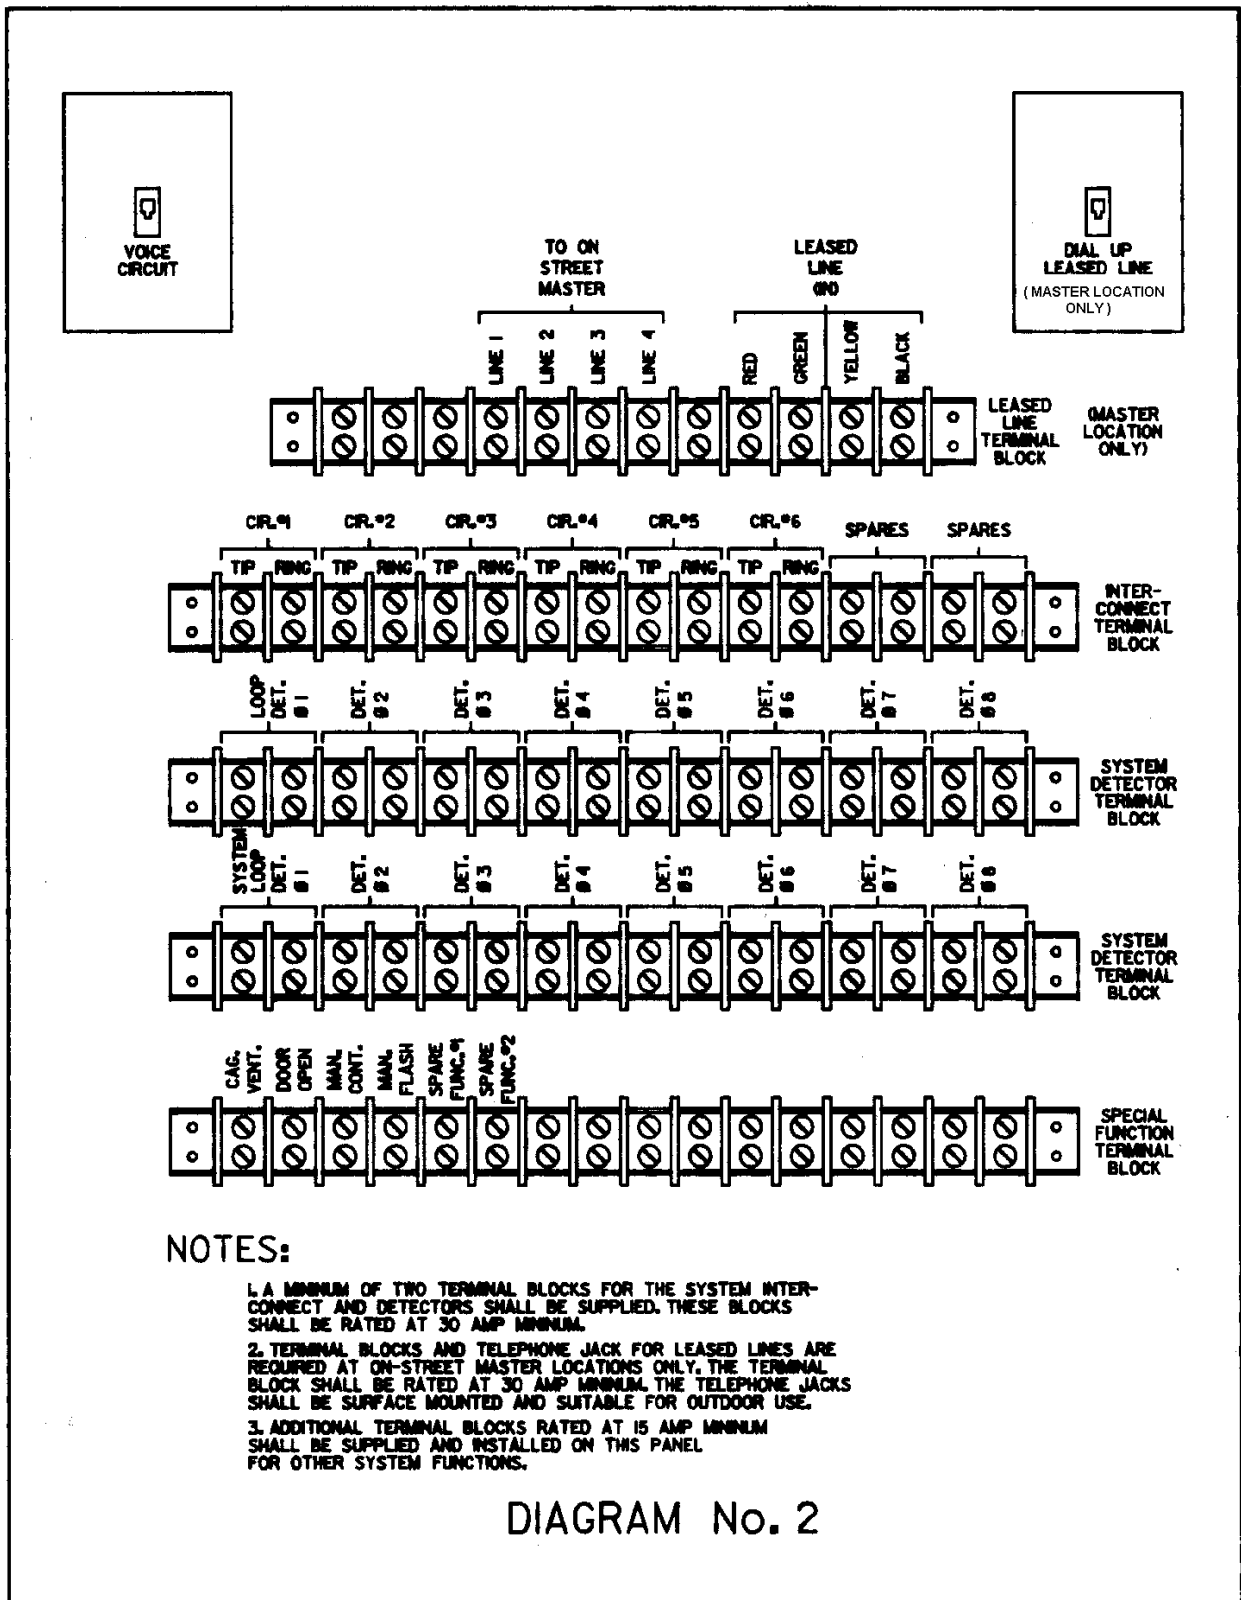 VOICE
CIRCUIT
TO ON
STREET
MASTER
LEASED
LINE
(IN)
DIAL UP
LEASED LINE
(MASTER LOCATION
ONLY)
LINE 1
LINE 2
LINE 3
LINE 4
RED
GREEN
YELLOW
BLACK
LEASED
LINE
TERMINAL
BLOCK
(MASTER
LOCATION
ONLY)
CIR.#1 CIR.#2 CIR.#3 CIR.#4 CIR.#5 CIR.#6 SPARES SPARES
TIP RING TIP RING TIP RING TIP RING TIP RING TIP RING
INTER-
CONNECT
TERMINAL
BLOCK
LOOP
DET.
Ø 1
DET.
Ø 2
DET.
Ø 3
DET.
Ø 4
DET.
Ø 5
DET.
Ø 6
DET.
Ø 7
DET.
Ø 8
SYSTEM
DETECTOR
TERMINAL
BLOCK
SYSTEM
LOOP
DET.
Ø 1
DET.
Ø 2
DET.
Ø 3
DET.
Ø 4
DET.
Ø 5
DET.
Ø 6
DET.
Ø 7
DET.
Ø 8
SYSTEM
DETECTOR
TERMINAL
BLOCK
CAG.
VENT.
DOOR
OPEN
MAN.
CONT.
MAN.
FLASH
SPARE
FUNC.#1
SPARE
FUNC.#2
SPECIAL
FUNCTION
TERMINAL
BLOCK
NOTES:
1. A MININUM OF TWO TERMINAL BLOCKS FOR THE SYSTEM INTER-
CONNECT AND DETECTORS SHALL BE SUPPLIED. THESE BLOCKS
SHALL BE RATED AT 30 AMP MININUM.
2. TERMINAL BLOCKS AND TELEPHONE JACK FOR LEASED LINES ARE
REQUIRED AT ON-STREET MASTER LOCATIONS ONLY. THE TERMINAL
BLOCK SHALL BE RATED AT 30 AMP MININUM. THE TELEPHONE JACKS
SHALL BE SURFACE MOUNTED AND SUITABLE FOR OUTDOOR USE.
3. ADDITIONAL TERMINAL BLOCKS RATED AT 15 AMP MININUM
SHALL BE SUPPLIED AND INSTALLED ON THIS PANEL
FOR OTHER SYSTEM FUNCTIONS.
DIAGRAM No. 2